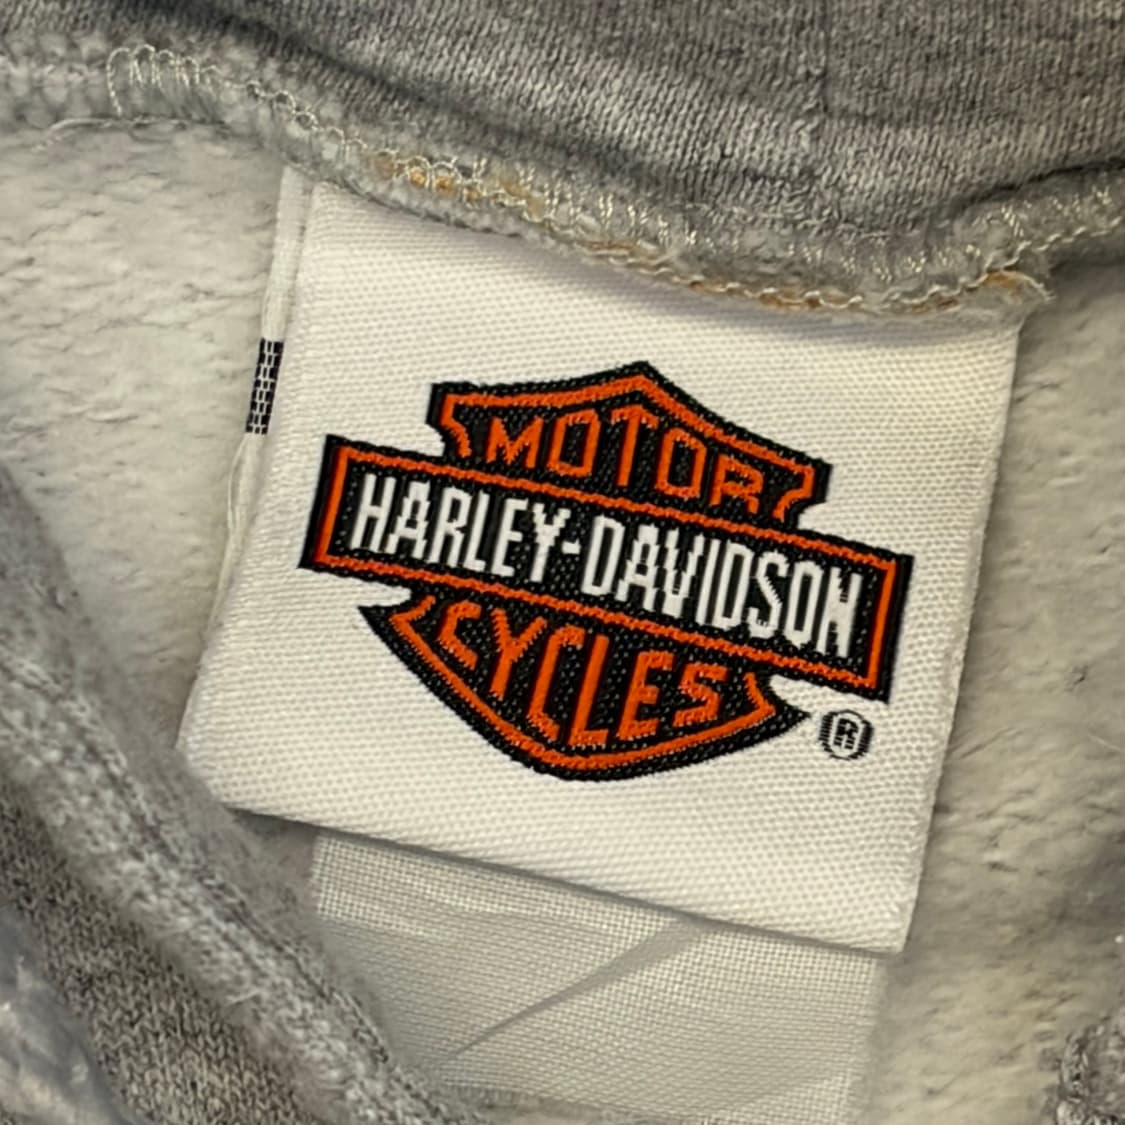 MOTOR
HARLEY-DAVIDSON
CYCLES
®